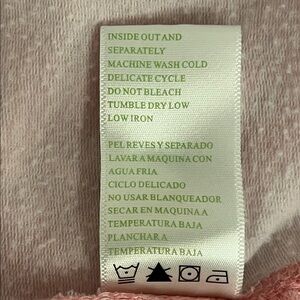 INSIDE OUT AND
SEPARATELY
MACHINE WASH COLD
DELICATE CYCLE
DO NOT BLEACH
TUMBLE DRY LOW
LOW IRON
PEL REVES Y SEPARADO
LAVAR A MAQUINA CON
AGUA FRIA
CICLO DELICADO
NO USAR BLANQUEADOR
SECAR EN MAQUINA A
TEMPERATURA BAJA
PLANCHAR A
TEMPERATURA BAJA